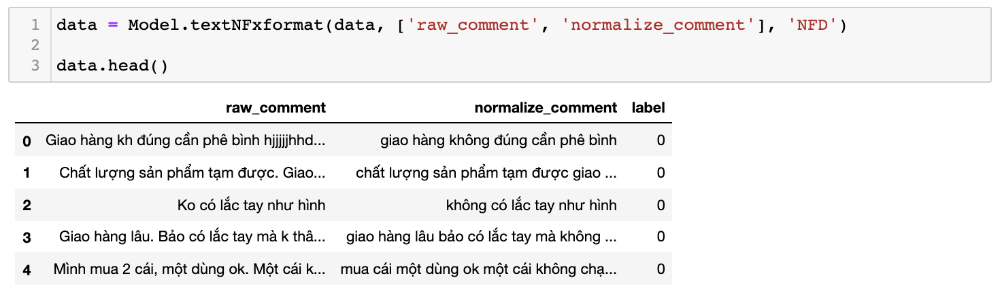 1 data = Model.textNFxformat(data, ['raw_comment', 'normalize_comment'], 'NFD')
2
3 data.head()
raw_comment normalize_comment label
0 Giao hàng kh đúng cần phê bình hjjjjjhhd... giao hàng không đúng cần phê bình 0
1 Chất lượng sản phẩm tạm được. Giao... chất lượng sản phẩm tạm được giao ... 0
2 Ko có lắc tay như hình không có lắc tay như hình 0
3 Giao hàng lâu. Bảo có lắc tay mà k thâ... giao hàng lâu bảo có lắc tay mà không ... 0
4 Mình mua 2 cái, một dùng ok. Một cái k... mua cái một dùng ok một cái không chạ... 0